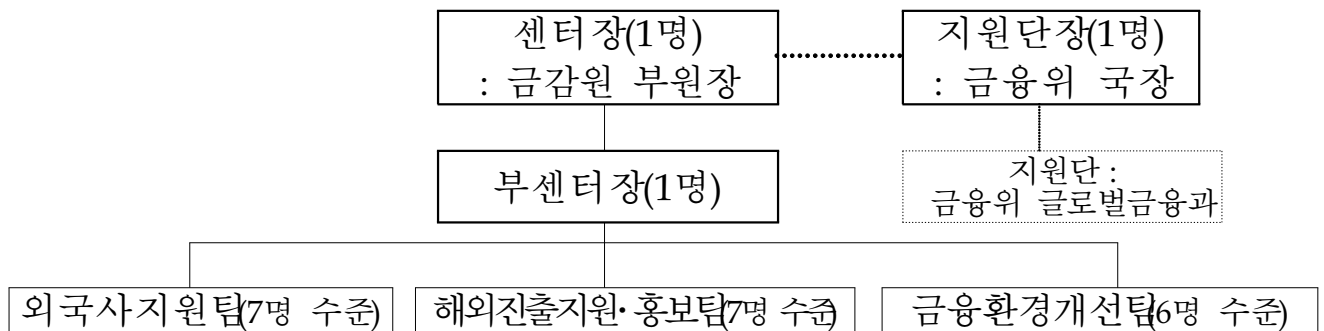 센터장(1명)
: 금감원 부원장
지원단장(1명)
: 금융위 국장
부센터장(1명)
지원단 :
금융위 글로벌금융과
외국사지원팀(7명 수준)
해외진출지원·홍보팀(7명 수준)
금융환경개선팀(6명 수준)